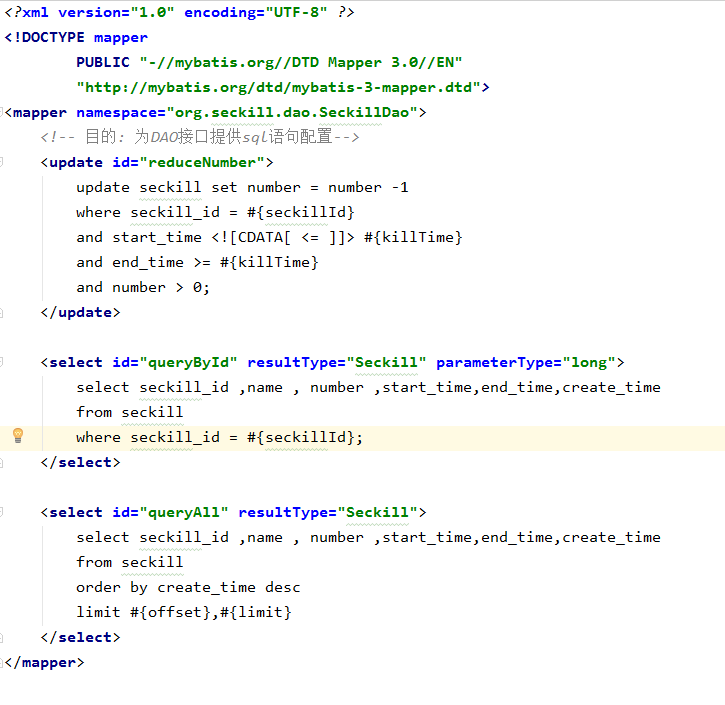 <?xml version="1.0" encoding="UTF-8" ?>
<!DOCTYPE mapper
        PUBLIC "-//mybatis.org//DTD Mapper 3.0//EN"
        "http://mybatis.org/dtd/mybatis-3-mapper.dtd">
<mapper namespace="org.seckill.dao.SeckillDao">
    <!-- 目的: 为DAO接口提供sql语句配置-->
    <update id="reduceNumber">
        update seckill set number = number -1
        where seckill_id = #{seckillId}
        and start_time <![CDATA[ <= ]]> #{killTime}
        and end_time >= #{killTime}
        and number > 0;
    </update>

    <select id="queryById" resultType="Seckill" parameterType="long">
        select seckill_id ,name , number ,start_time,end_time,create_time
        from seckill
        where seckill_id = #{seckillId};
    </select>

    <select id="queryAll" resultType="Seckill">
        select seckill_id ,name , number ,start_time,end_time,create_time
        from seckill
        order by create_time desc
        limit #{offset},#{limit}
    </select>
</mapper>